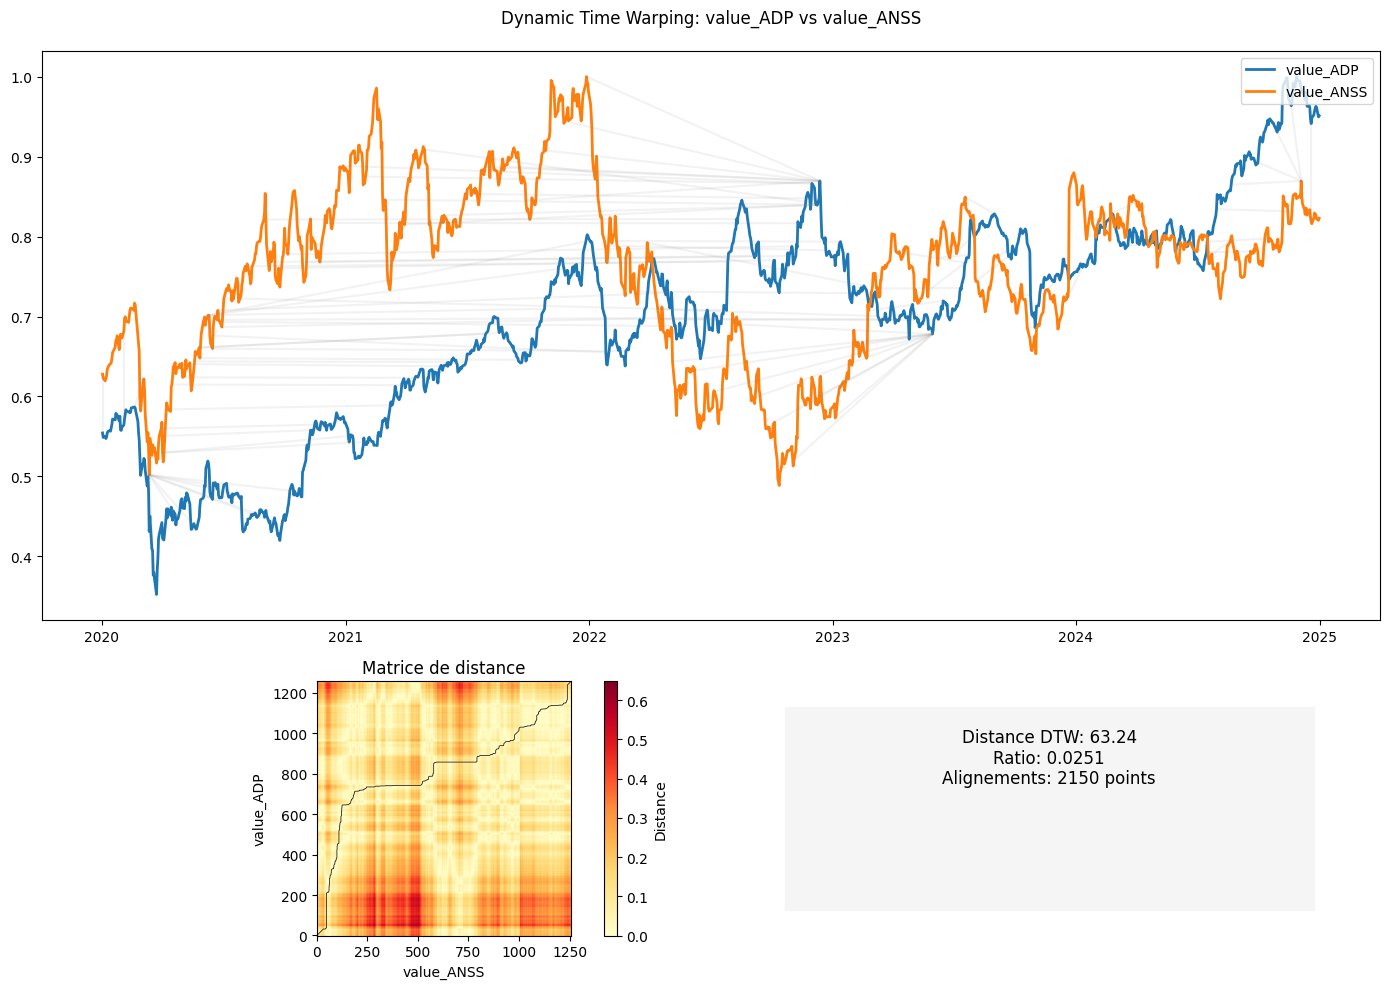 Dynamic Time Warping: value_ADP vs value_ANSS
1.0
0.9
0.8
0.7
0.6
0.5
0.4
value_ADP
value_ANSS
2020 2021 2022 2023 2024 2025
Matrice de distance
1200
1000
800
600
400
200
0
value_ADP
0 250 500 750 1000 1250
value_ANSS
0.6
0.5
0.4
0.3
0.2
0.1
0.0
Distance
Distance DTW: 63.24
Ratio: 0.0251
Alignements: 2150 points